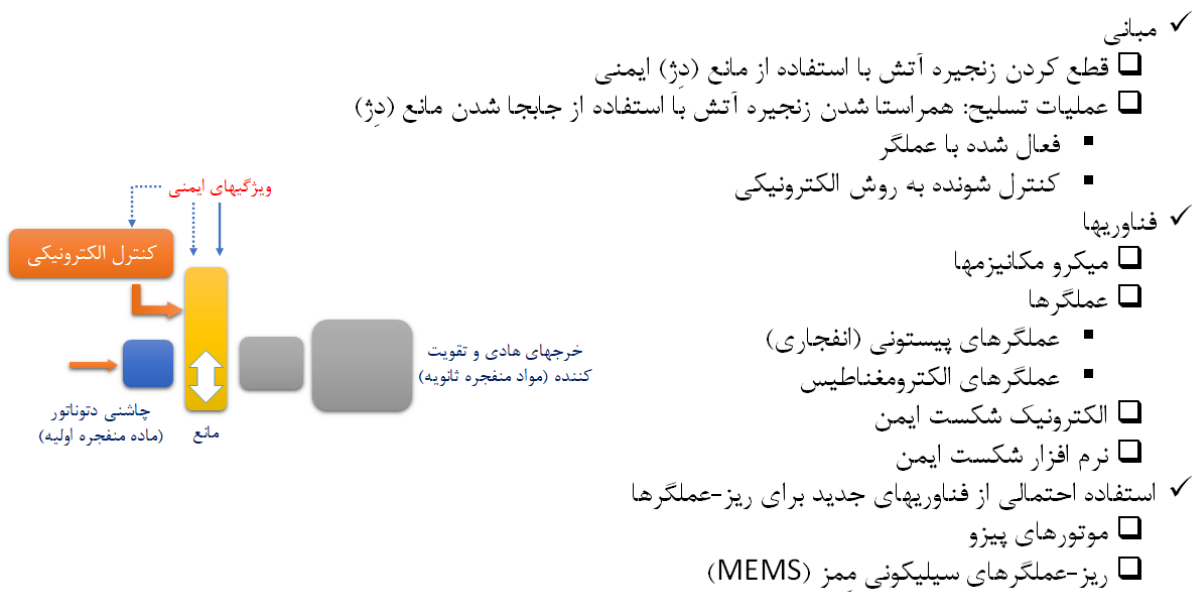 ✓ مبانی
❑ قطع کردن زنجیره آتش با استفاده از مانع (دِژ) ایمنی
❑ عملیات تسلیح: همراستا شدن زنجیره آتش با استفاده از جابجا شدن مانع (دِژ)
▪ فعال شده با عملگر
▪ کنترل شونده به روش الکترونیکی
✓ فناوریها
❑ میکرو مکانیزمها
❑ عملگرها
▪ عملگرهای پیستونی (انفجاری)
▪ عملگرهای الکترومغناطیس
❑ الکترونیک شکست ایمن
❑ نرم افزار شکست ایمن
✓ استفاده احتمالی از فناوریهای جدید برای ریز-عملگرها
❑ موتورهای پیزو
❑ ریز-عملگرهای سیلیکونی مِمز (MEMS)
ویژگیهای ایمنی
کنترل الکترونیکی
خرجهای هادی و تقویت
کننده (مواد منفجره ثانویه)
مانع
چاشنی دتوناتور
(ماده منفجره اولیه)